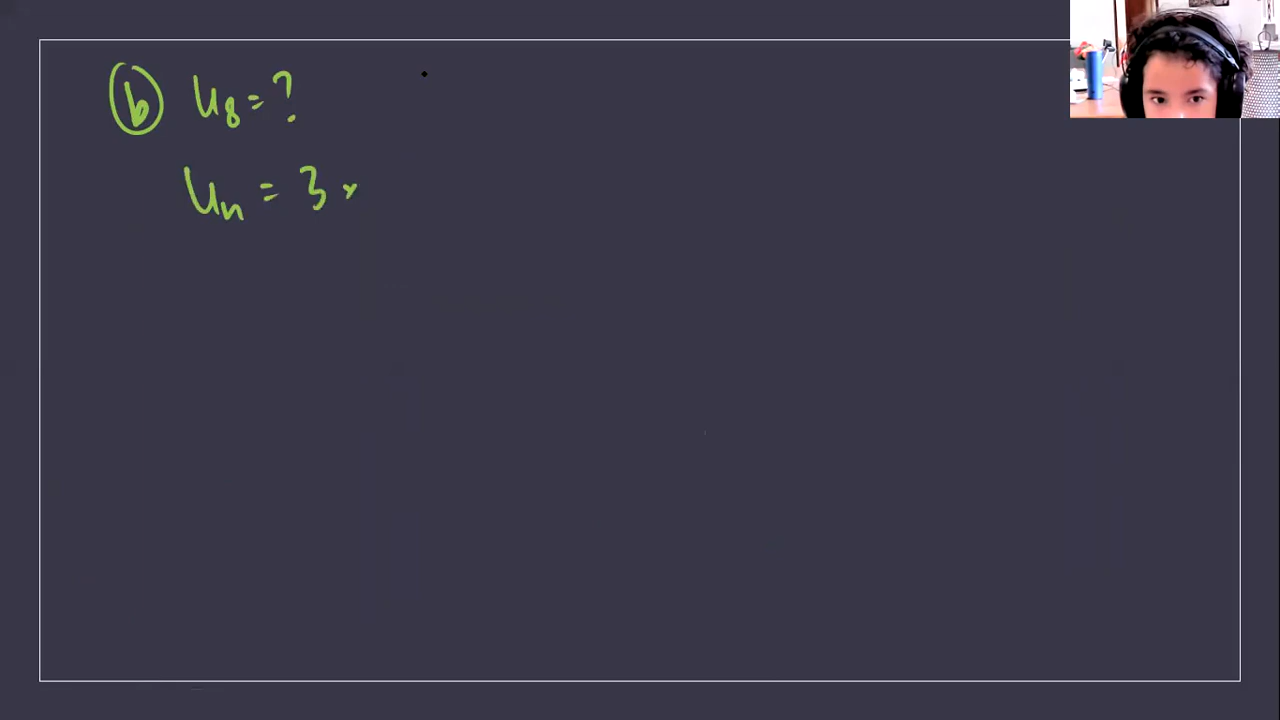 b u₈ = ?
uₙ = 3 ×